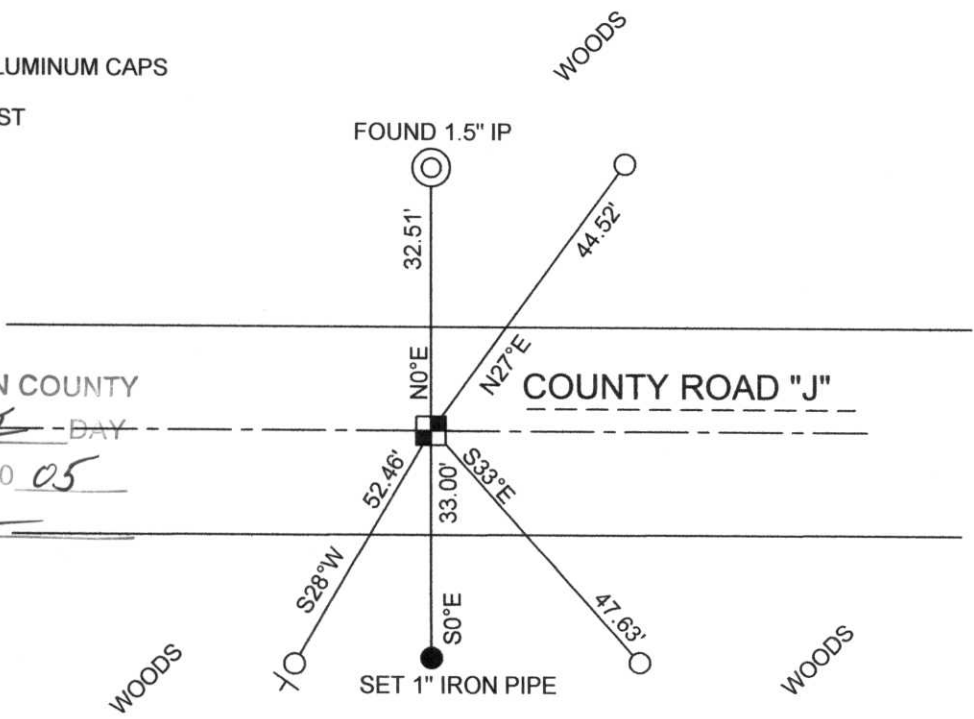 WOODS
LUMINUM CAPS
ST
FOUND 1.5" IP
32.51'
44.52'
N0°E
N27°E
COUNTY ROAD "J"
N COUNTY
DAY
0 05
52.46'
33.00'
S33°E
S28°W
S0°E
47.63'
WOODS
SET 1" IRON PIPE
WOODS